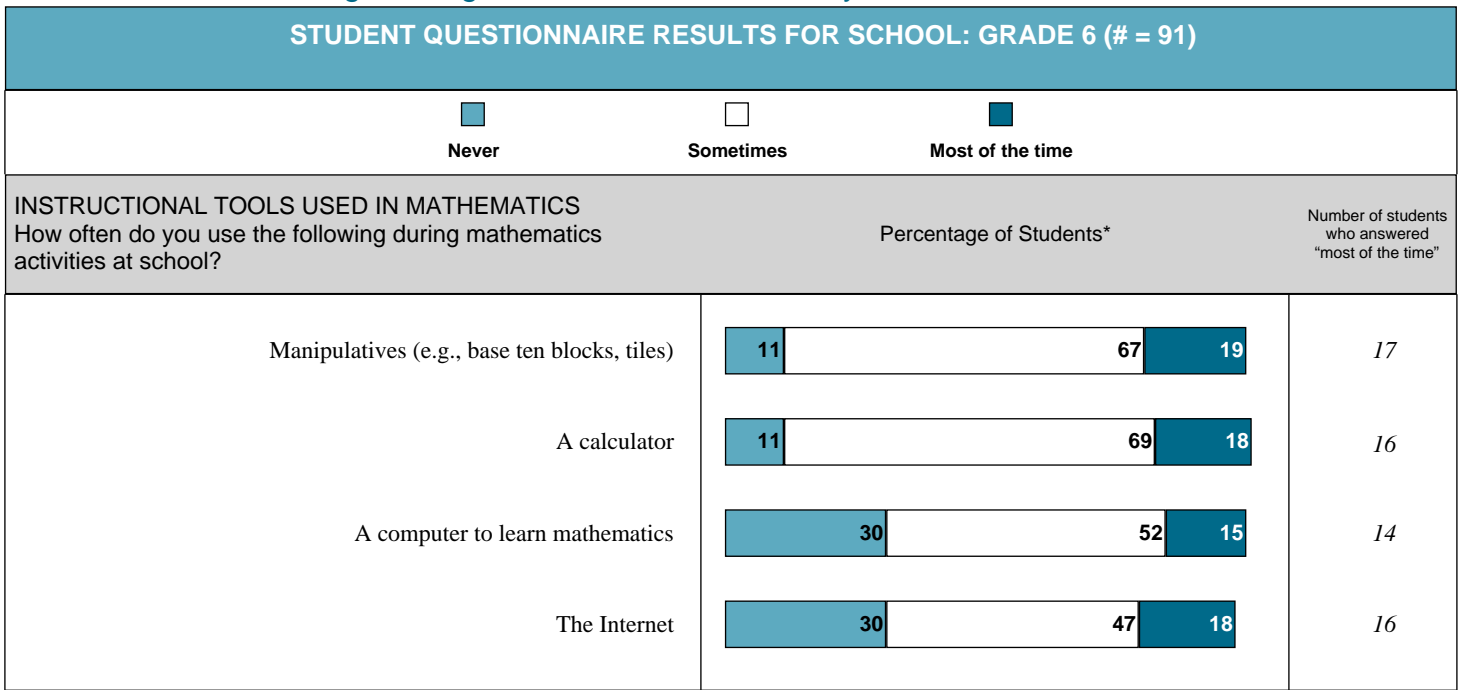 STUDENT QUESTIONNAIRE RESULTS FOR SCHOOL: GRADE 6 (# = 91)
Never Sometimes Most of the time
INSTRUCTIONAL TOOLS USED IN MATHEMATICS
How often do you use the following during mathematics
activities at school?
Percentage of Students*
Number of students
who answered
"most of the time"
Manipulatives (e.g., base ten blocks, tiles) 11 67 19 17
A calculator 11 69 18 16
A computer to learn mathematics 30 52 15 14
The Internet 30 47 18 16